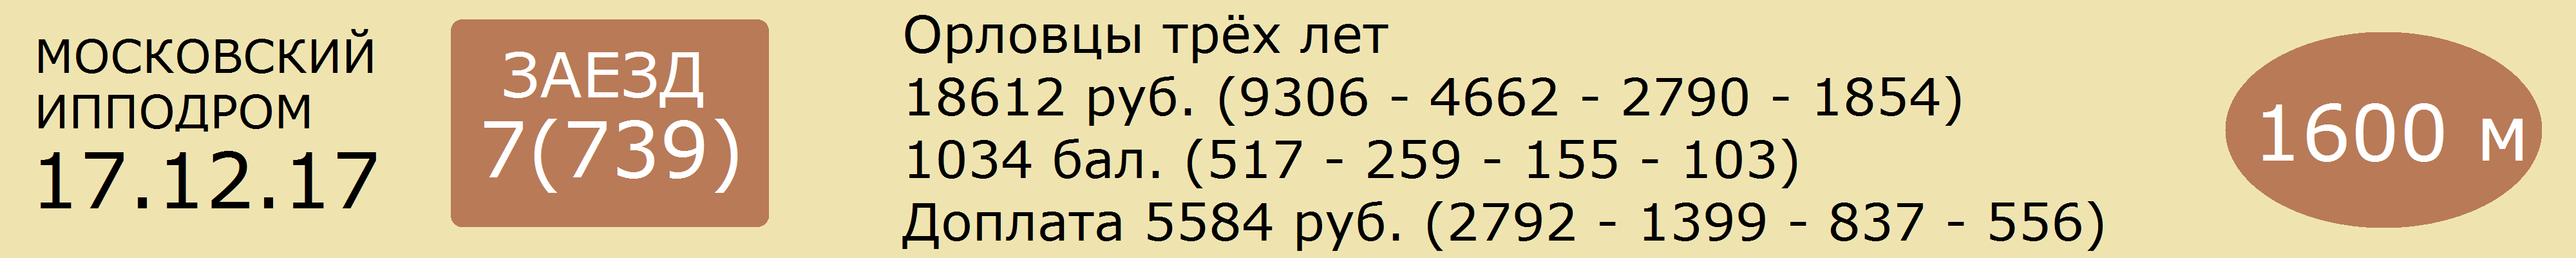 МОСКОВСКИЙ
ИППОДРОМ
17.12.17
ЗАЕЗД
7(739)
Орловцы трёх лет
18612 руб. (9306 - 4662 - 2790 - 1854)
1034 бал. (517 - 259 - 155 - 103)
Доплата 5584 руб. (2792 - 1399 - 837 - 556)
1600 м